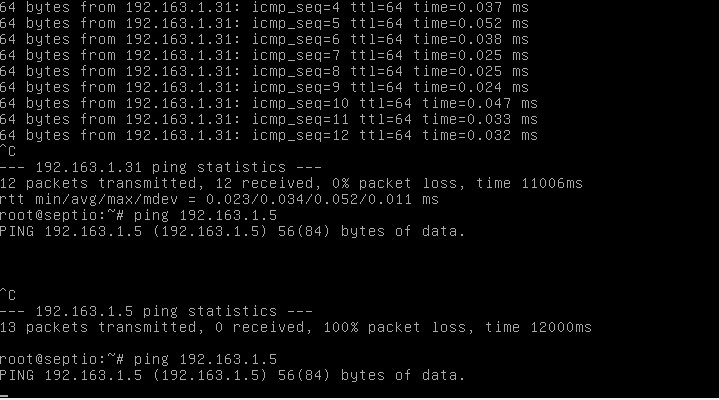 64 bytes from 192.163.1.31: icmp_seq=4 ttl=64 time=0.037 ms
64 bytes from 192.163.1.31: icmp_seq=5 ttl=64 time=0.052 ms
64 bytes from 192.163.1.31: icmp_seq=6 ttl=64 time=0.038 ms
64 bytes from 192.163.1.31: icmp_seq=7 ttl=64 time=0.025 ms
64 bytes from 192.163.1.31: icmp_seq=8 ttl=64 time=0.025 ms
64 bytes from 192.163.1.31: icmp_seq=9 ttl=64 time=0.024 ms
64 bytes from 192.163.1.31: icmp_seq=10 ttl=64 time=0.047 ms
64 bytes from 192.163.1.31: icmp_seq=11 ttl=64 time=0.033 ms
64 bytes from 192.163.1.31: icmp_seq=12 ttl=64 time=0.032 ms
^C
--- 192.163.1.31 ping statistics ---
12 packets transmitted, 12 received, 0% packet loss, time 11006ms
rtt min/avg/max/mdev = 0.023/0.034/0.052/0.011 ms
root@septio:~# ping 192.163.1.5
PING 192.163.1.5 (192.163.1.5) 56(84) bytes of data.
^C
--- 192.163.1.5 ping statistics ---
13 packets transmitted, 0 received, 100% packet loss, time 12000ms
root@septio:~# ping 192.163.1.5
PING 192.163.1.5 (192.163.1.5) 56(84) bytes of data.